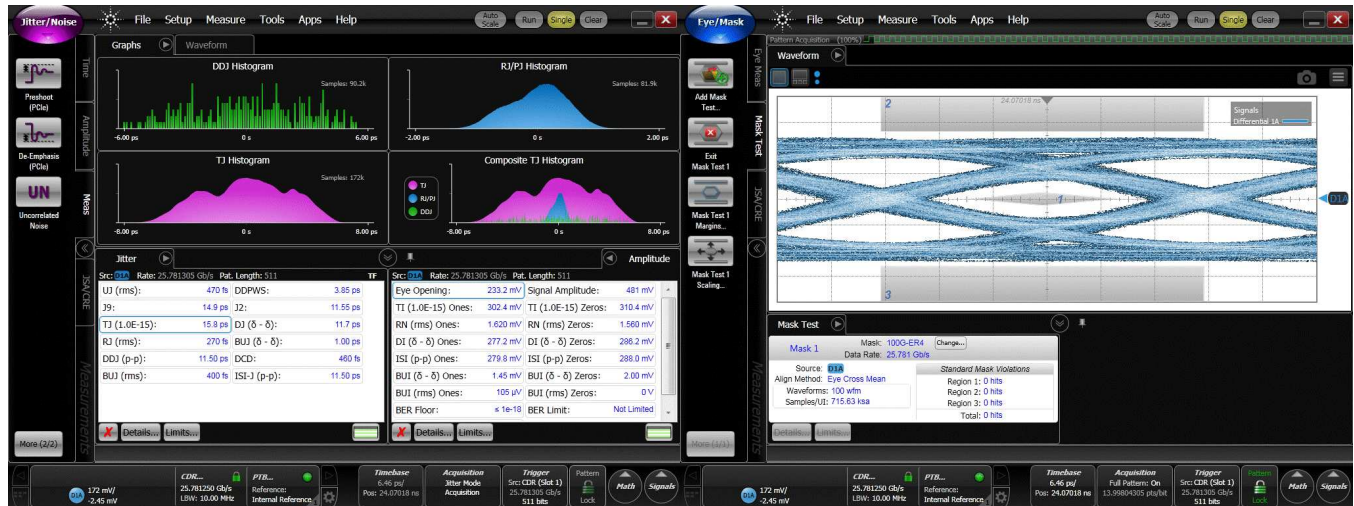 Jitter/Noise
File Setup Measure Tools Apps Help
Auto Scale
Run
Single
Clear
Graphs
Waveform
Time
Amplitude
Meas
JSA/CRE
Measurements
Preshoot (PCIe)
De-Emphasis (PCIe)
UN
Uncorrelated Noise
More (2/2)
DDJ Histogram
Samples: 90.2k
-6.00 ps 0 s 6.00 ps
RJ/PJ Histogram
Samples: 81.9k
-2.00 ps 0 s 2.00 ps
TJ Histogram
Samples: 172k
-8.00 ps 0 s 8.00 ps
Composite TJ Histogram
TJ
RJ/PJ
DDJ
-8.00 ps 0 s 8.00 ps
Jitter
Src: D1A Rate: 25.781305 Gb/s Pat. Length: 511 TF
UJ (rms): 470 fs DDPWS: 3.85 ps
J9: 14.9 ps J2: 11.55 ps
TJ (1.0E-15): 15.8 ps DJ (δ - δ): 11.7 ps
RJ (rms): 270 fs BUJ (δ - δ): 1.00 ps
DDJ (p-p): 11.50 ps DCD: 460 fs
BUJ (rms): 400 fs ISI-J (p-p): 11.50 ps
Details... Limits...
Amplitude
Src: D1A Rate: 25.781305 Gb/s Pat. Length: 511
Eye Opening: 233.2 mV Signal Amplitude: 481 mV
TI (1.0E-15) Ones: 302.4 mV TI (1.0E-15) Zeros: 310.4 mV
RN (rms) Ones: 1.620 mV RN (rms) Zeros: 1.560 mV
DI (δ - δ) Ones: 277.2 mV DI (δ - δ) Zeros: 286.2 mV
ISI (p-p) Ones: 279.8 mV ISI (p-p) Zeros: 288.0 mV
BUI (δ - δ) Ones: 1.45 mV BUI (δ - δ) Zeros: 2.00 mV
BUI (rms) Ones: 105 µV BUI (rms) Zeros: 0 V
BER Floor: ≤ 1e-18 BER Limit: Not Limited
Details... Limits...
D1A
172 mV/
-2.45 mV
CDR...
25.781250 Gb/s
LBW: 10.00 MHz
PTB...
Reference:
Internal Reference
Timebase
6.46 ps/
Pos: 24.07018 ns
Acquisition
Jitter Mode
Acquisition
Trigger
Src: CDR (Slot 1)
25.781305 Gb/s
511 bits
Pattern
Lock
Math
Signals
Eye/Mask
File Setup Measure Tools Apps Help
Auto Scale
Run
Single
Clear
Pattern Acquisition (100%)
Waveform
Eye Meas
Mask Test
JSA/CRE
Measurements
Add Mask Test...
Exit Mask Test 1
Mask Test 1 Margins...
Mask Test 1 Scaling...
More (1/1)
24.07018 ns
Signals
Differential 1A
2
1
3
D1A
Mask Test
Mask 1
Mask: 100G-ER4 Change...
Data Rate: 25.781 Gb/s
Source: D1A
Align Method: Eye Cross Mean
Waveforms: 100 wfm
Samples/UI: 715.63 ksa
Standard Mask Violations
Region 1: 0 hits
Region 2: 0 hits
Region 3: 0 hits
Total: 0 hits
Details... Limits...
D1A
172 mV/
-2.45 mV
CDR...
25.781250 Gb/s
LBW: 10.00 MHz
PTB...
Reference:
Internal Reference
Timebase
6.46 ps/
Pos: 24.07018 ns
Acquisition
Full Pattern: On
13.99804305 pts/bit
Trigger
Src: CDR (Slot 1)
25.781305 Gb/s
511 bits
Pattern
Lock
Math
Signals